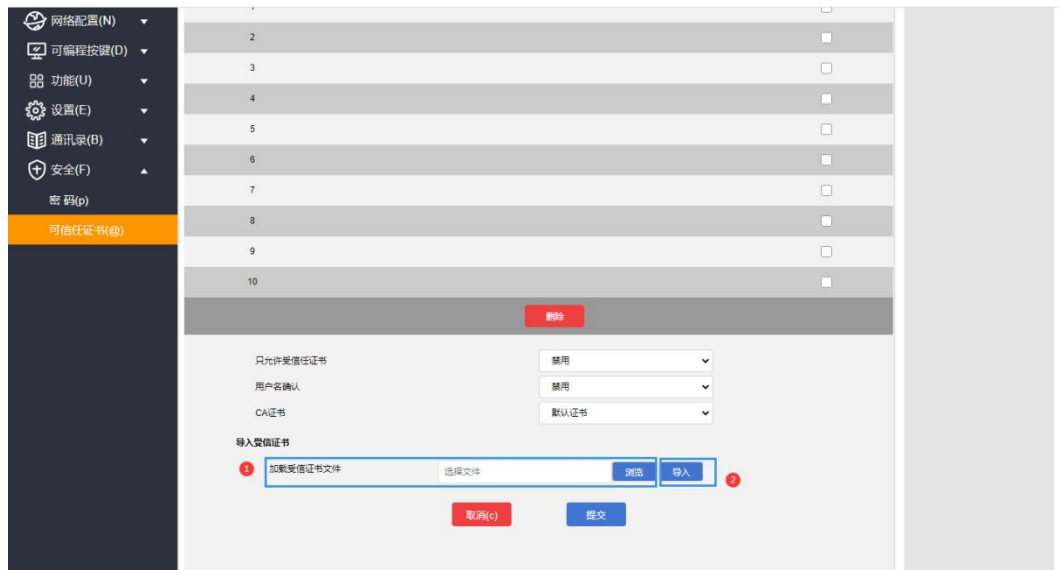 网络配置(N)
可编程按键(D)
功能(U)
设置(E)
通讯录(B)
安全(F)
密 码(p)
可信任证书(@)
2
3
4
5
6
7
8
9
10
删除
只允许受信任证书 禁用
用户名确认 禁用
CA证书 默认证书
导入受信证书
1 加载受信证书文件 选择文件 浏览 导入 2
取消(c) 提交